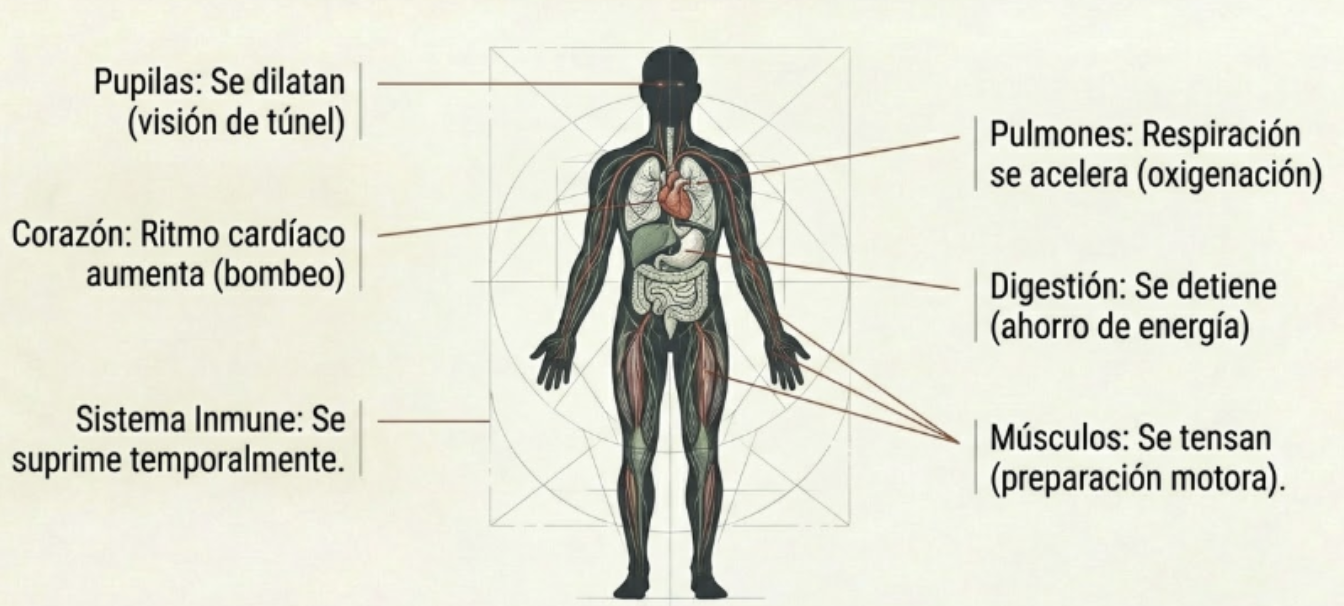 Pupilas: Se dilatan
(visión de túnel)
Corazón: Ritmo cardíaco
aumenta (bombeo)
Sistema Inmune: Se
suprime temporalmente.
Pulmones: Respiración
se acelera (oxigenación)
Digestión: Se detiene
(ahorro de energía)
Músculos: Se tensan
(preparación motora).